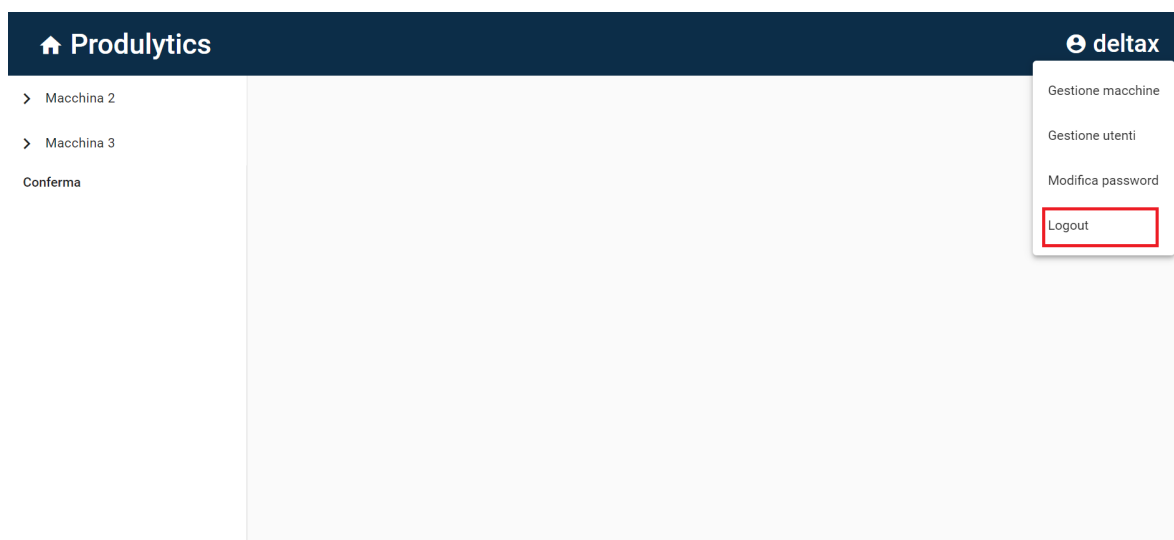 Produlytics
deltax
Macchina 2
Macchina 3
Conferma
Gestione macchine
Gestione utenti
Modifica password
Logout